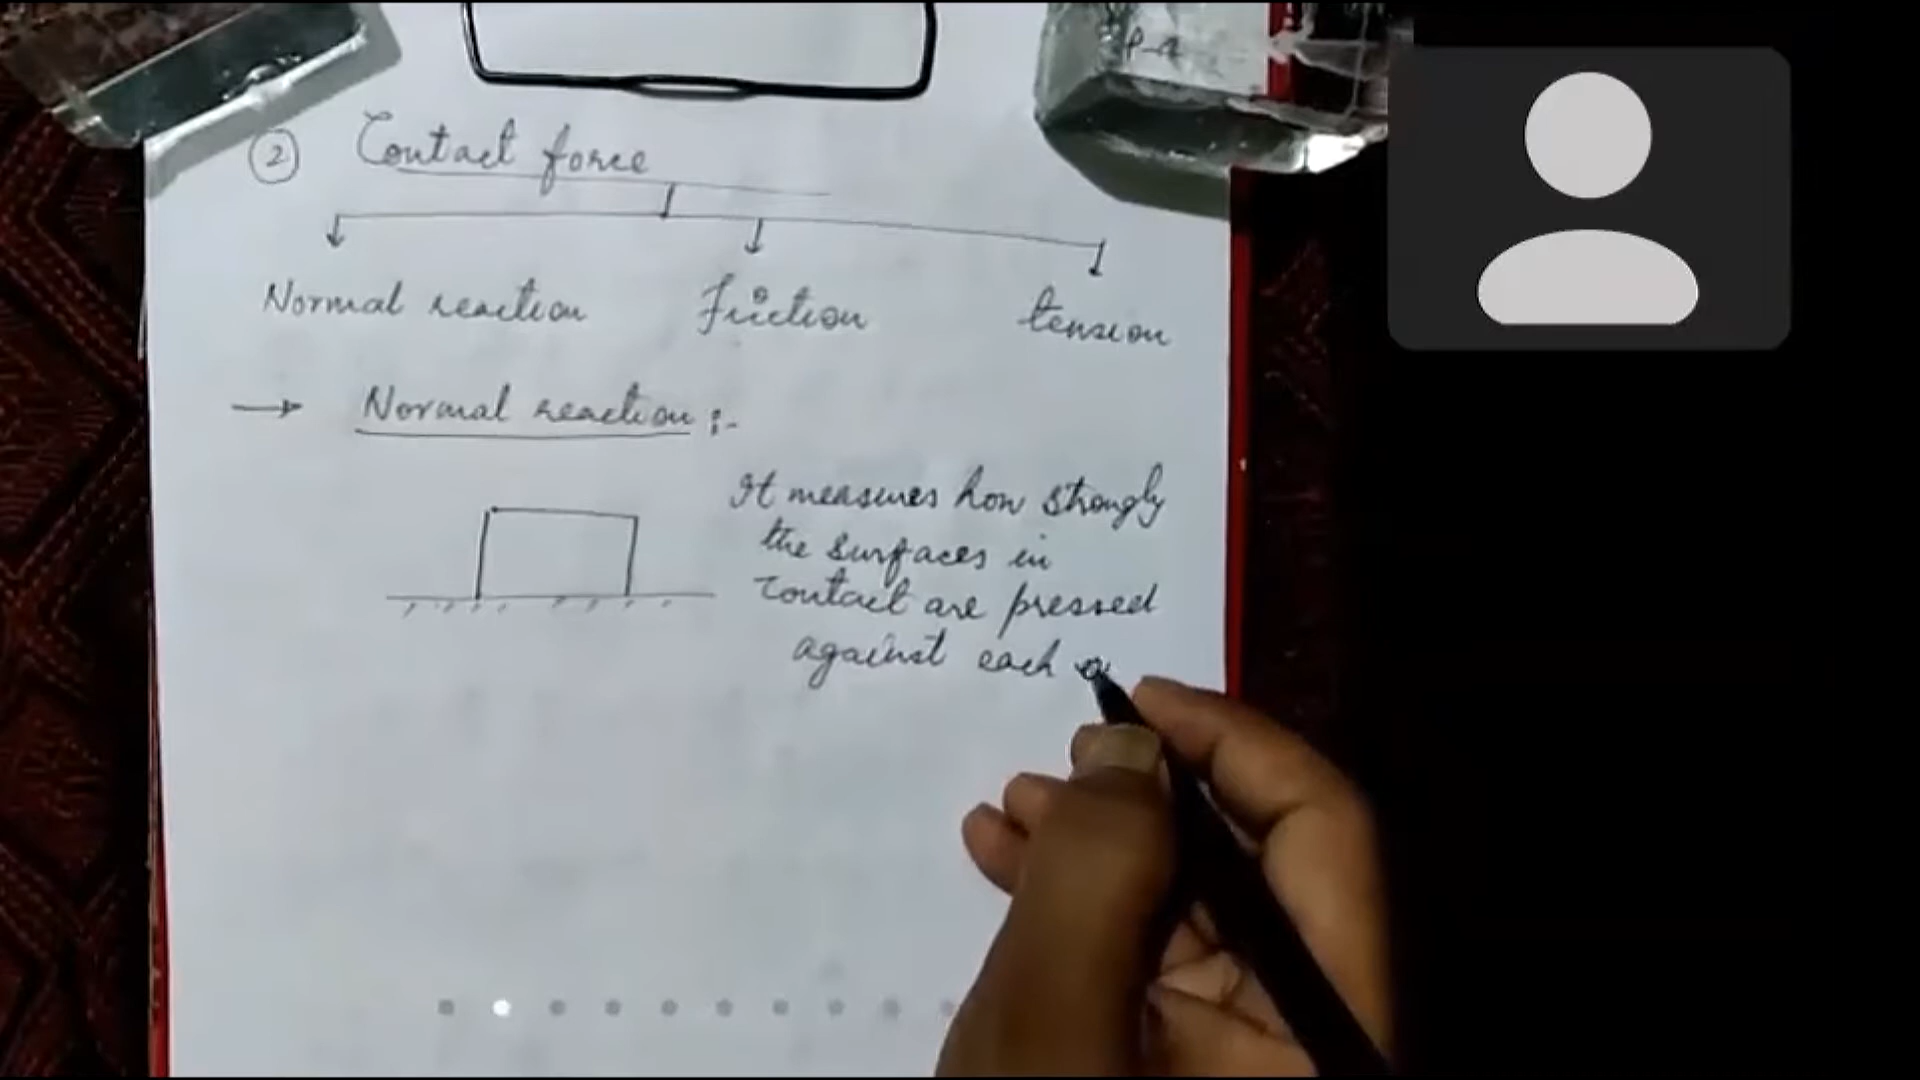 ② Contact force
Normal reaction friction tension
→ Normal reaction :-
It measures how strongly
the surfaces in
contact are pressed
against each o